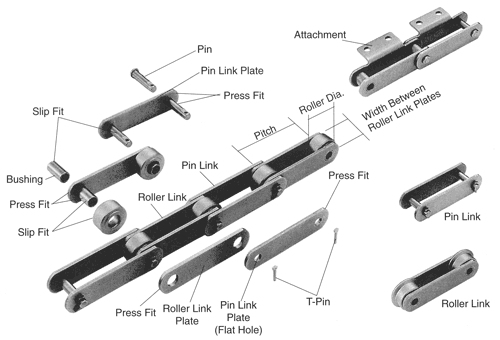 Pin
Pin Link Plate
Press Fit
Slip Fit
Bushing
Press Fit
Slip Fit
Attachment
Roller Dia.
Width Between
Roller Link Plates
Pitch
Pin Link
Roller Link
Press Fit
Pin Link
T-Pin
Press Fit
Roller Link
Plate
Pin Link
Plate
(Flat Hole)
Roller Link